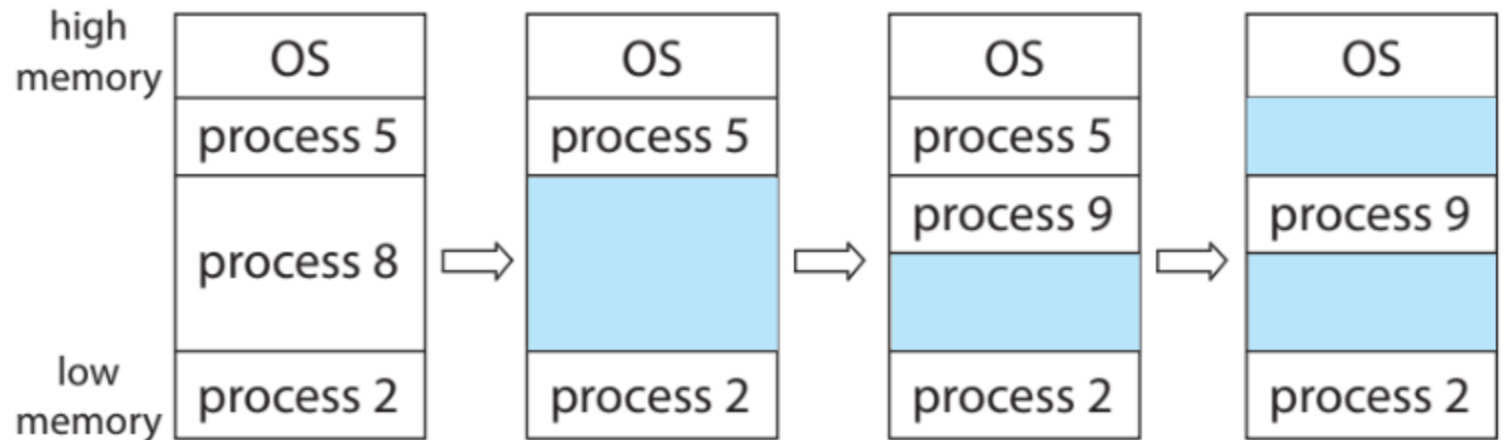 high
memory
low
memory
OS
process 5
process 8
process 2
OS
process 5
process 2
OS
process 5
process 9
process 2
OS
process 9
process 2